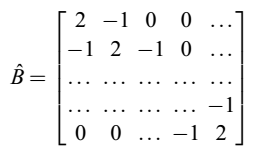 2 −1 0 0 …
−1 2 −1 0 …
B̂ = … … … … …
… … … … −1
0 0 … −1 2